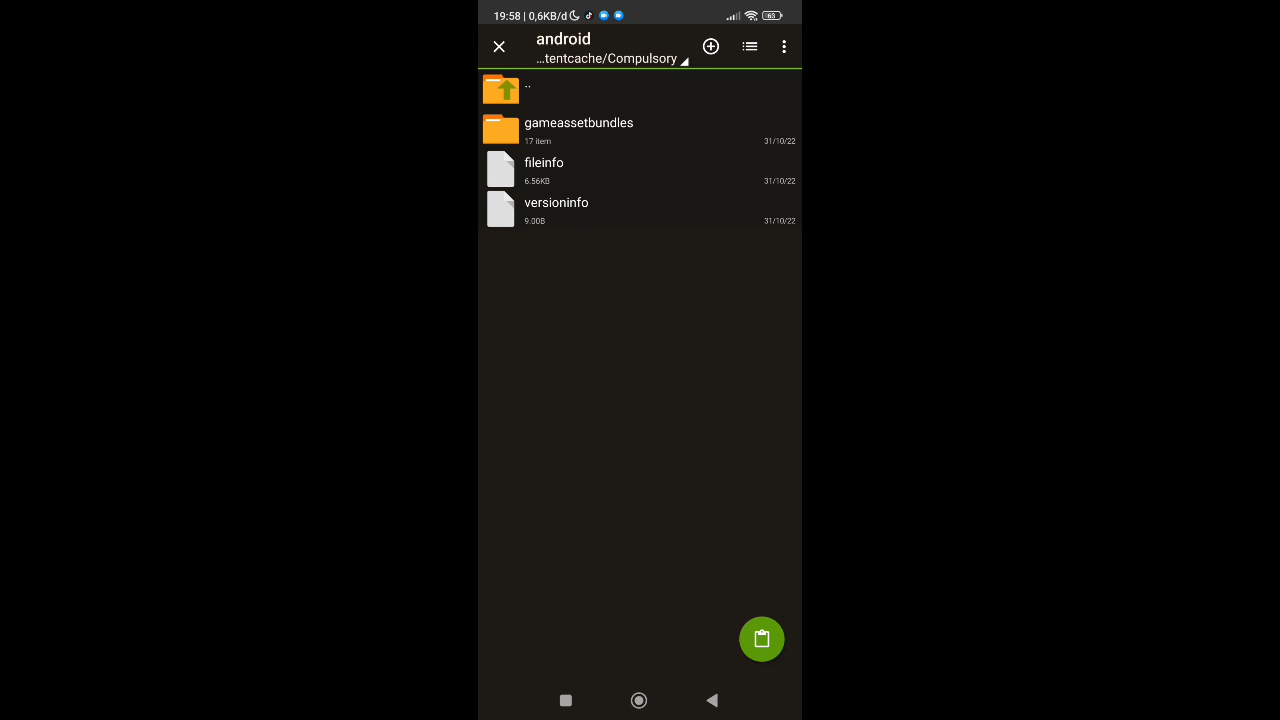 19:58 | 0,6KB/d
63
android
…tentcache/Compulsory
..
gameassetbundles
17 item
31/10/22
fileinfo
6.56KB
31/10/22
versioninfo
9.00B
31/10/22